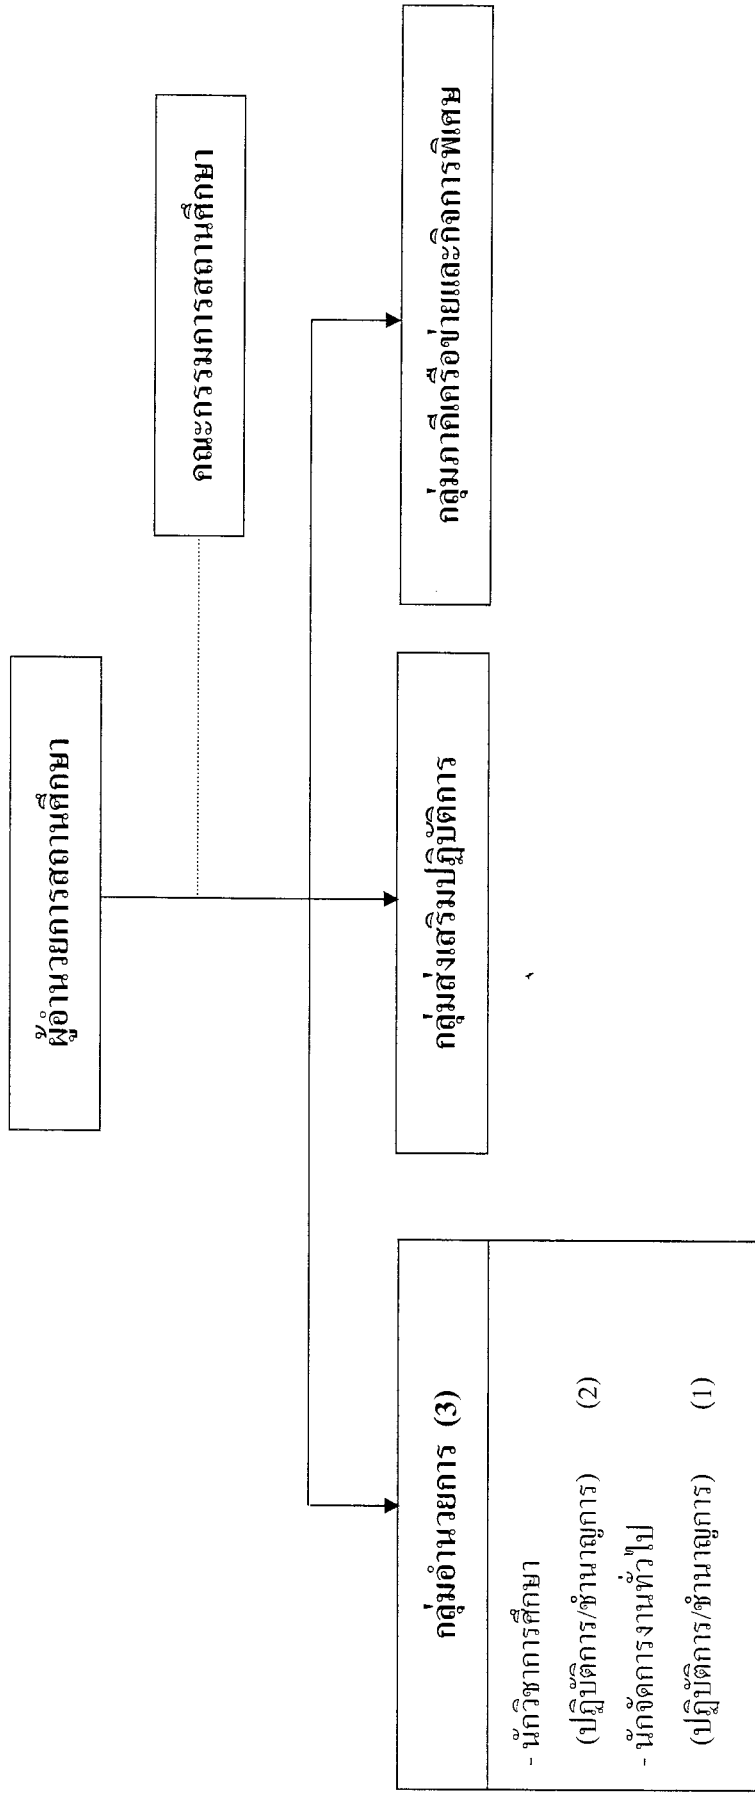 ผู้อำนวยการสถานศึกษา
คณะกรรมการสถานศึกษา
กลุ่มอำนวยการ (3)
- นักวิชาการศึกษา
(ปฏิบัติการ/ชำนาญการ) (2)
- นักจัดการงานทั่วไป
(ปฏิบัติการ/ชำนาญการ) (1)
กลุ่มส่งเสริมปฏิบัติการ
กลุ่มภาคีเครือข่ายและกิจการพิเศษ